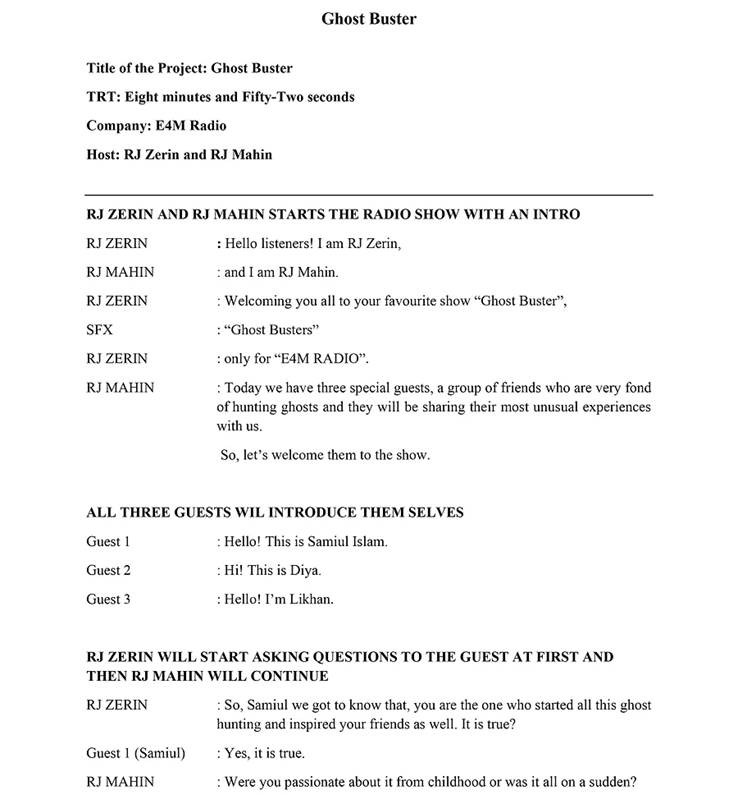 Ghost Buster
Title of the Project: Ghost Buster
TRT: Eight minutes and Fifty-Two seconds
Company: E4M Radio
Host: RJ Zerin and RJ Mahin
RJ ZERIN AND RJ MAHIN STARTS THE RADIO SHOW WITH AN INTRO
RJ ZERIN : Hello listeners! I am RJ Zerin,
RJ MAHIN : and I am RJ Mahin.
RJ ZERIN : Welcoming you all to your favourite show “Ghost Buster”,
SFX : “Ghost Busters”
RJ ZERIN : only for “E4M RADIO”.
RJ MAHIN : Today we have three special guests, a group of friends who are very fond
of hunting ghosts and they will be sharing their most unusual experiences
with us.
So, let’s welcome them to the show.
ALL THREE GUESTS WIL INTRODUCE THEM SELVES
Guest 1 : Hello! This is Samiul Islam.
Guest 2 : Hi! This is Diya.
Guest 3 : Hello! I’m Likhan.
RJ ZERIN WILL START ASKING QUESTIONS TO THE GUEST AT FIRST AND
THEN RJ MAHIN WILL CONTINUE
RJ ZERIN : So, Samiul we got to know that, you are the one who started all this ghost
hunting and inspired your friends as well. It is true?
Guest 1 (Samiul) : Yes, it is true.
RJ MAHIN : Were you passionate about it from childhood or was it all on a sudden?